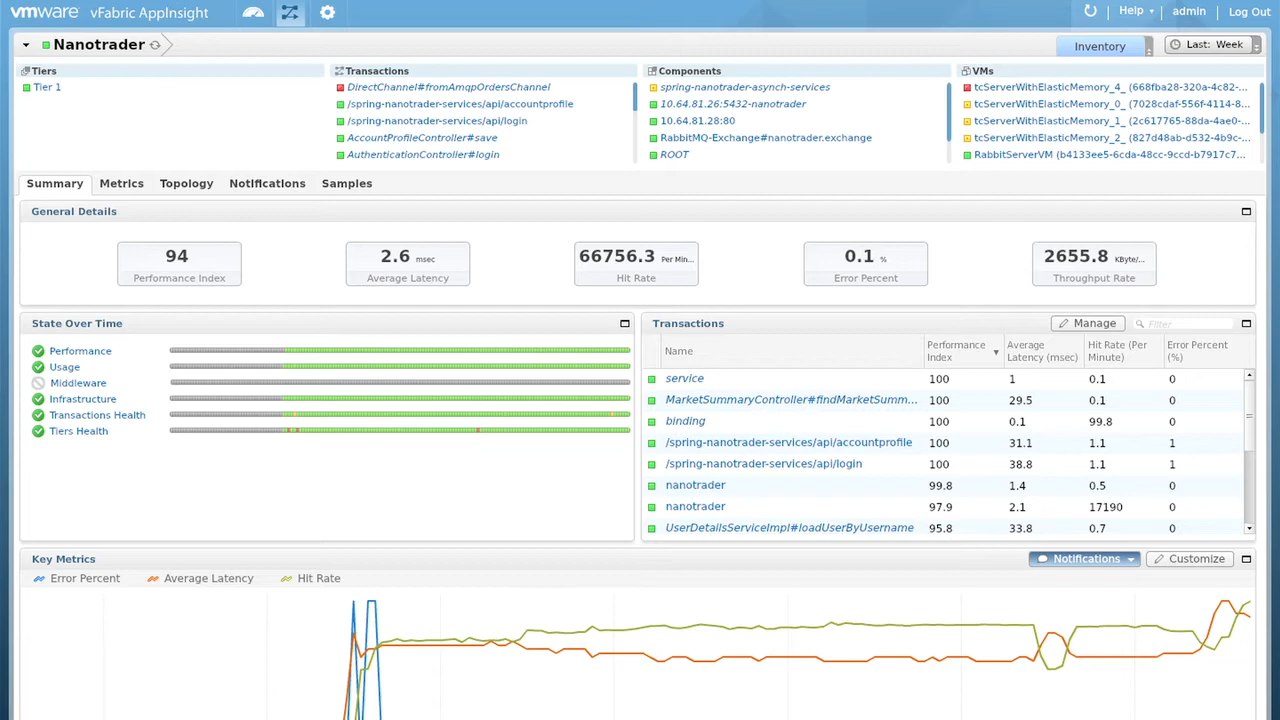 vmware vFabric AppInsight
Help admin Log Out
Nanotrader
Inventory Last: Week
Tiers
Tier 1
Transactions
DirectChannel#fromAmqpOrdersChannel
/spring-nanotrader-services/api/accountprofile
/spring-nanotrader-services/api/login
AccountProfileController#save
AuthenticationController#login
Components
spring-nanotrader-asynch-services
10.64.81.26:5432-nanotrader
10.64.81.28:80
RabbitMQ-Exchange#nanotrader.exchange
ROOT
VMs
tcServerWithElasticMemory_4_ (668fba28-320a-4c82-...
tcServerWithElasticMemory_0_ (7028cdaf-556f-4114-8...
tcServerWithElasticMemory_1_ (2c617765-88da-4ae0-...
tcServerWithElasticMemory_2_ (827d48ab-d532-4b9c-...
RabbitServerVM (b4133ee5-6cda-48cc-9ccd-b7917c7...
Summary Metrics Topology Notifications Samples
General Details
94
Performance Index
2.6 msec
Average Latency
66756.3 Per Min...
Hit Rate
0.1 %
Error Percent
2655.8 KByte/...
Throughput Rate
State Over Time
Performance
Usage
Middleware
Infrastructure
Transactions Health
Tiers Health
Transactions Manage Filter
Name Performance Index Average Latency (msec) Hit Rate (Per Minute) Error Percent (%)
service 100 1 0.1 0
MarketSummaryController#findMarketSumm... 100 29.5 0.1 0
binding 100 0.1 99.8 0
/spring-nanotrader-services/api/accountprofile 100 31.1 1.1 1
/spring-nanotrader-services/api/login 100 38.8 1.1 1
nanotrader 99.8 1.4 0.5 0
nanotrader 97.9 2.1 17190 0
UserDetailsServiceImpl#loadUserByUsername 95.8 33.8 0.7 0
Key Metrics Notifications Customize
Error Percent Average Latency Hit Rate